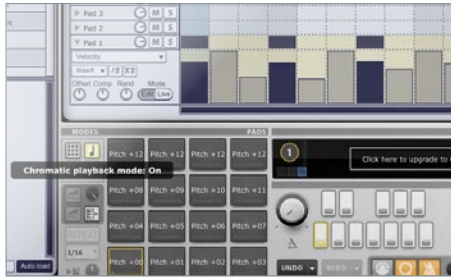 Pad 3 M S
Pad 2 M S
Pad 1 M S
Velocity
Insert /2 X2
Offset Comp Rand Mode
Edit Live
MODES PADS
Pitch +12 Pitch +12 Pitch +12 Pitch +12
1
Click here to upgrade to
Chromatic playback mode: On
Pitch +08 Pitch +09 Pitch +10 Pitch +11
Pitch +04 Pitch +05 Pitch +06 Pitch +07
1/16
Pitch +00 Pitch +01 Pitch +02 Pitch +03
Auto load
UNDO REDO